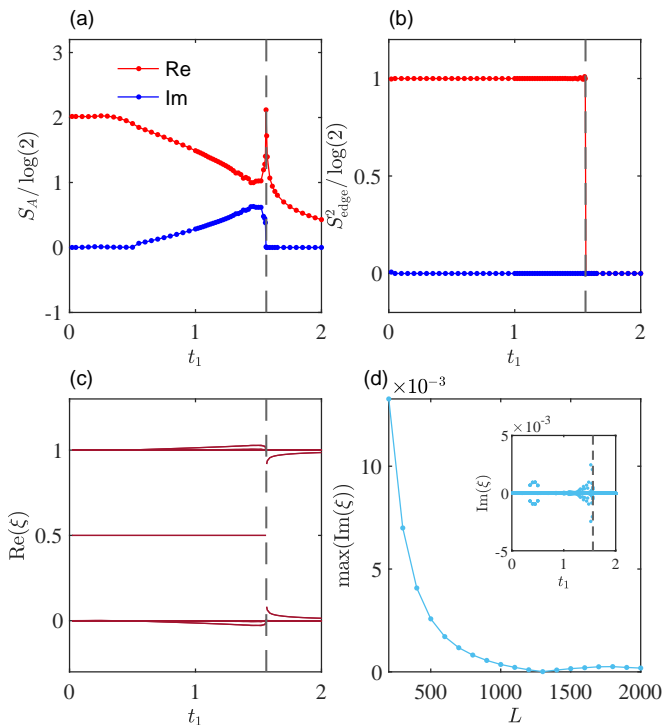 (a)
Re
Im
S_A / log(2)
3
2
1
0
-1
0
1
2
t_1
(b)
S^2_edge / log(2)
1
0.5
0
0
1
2
t_1
(c)
Re(ξ)
1
0.5
0
0
1
2
t_1
(d)
×10^-3
max(Im(ξ))
10
5
0
500
1000
1500
2000
L
×10^-3
5
0
-5
Im(ξ)
0
1
2
t_1